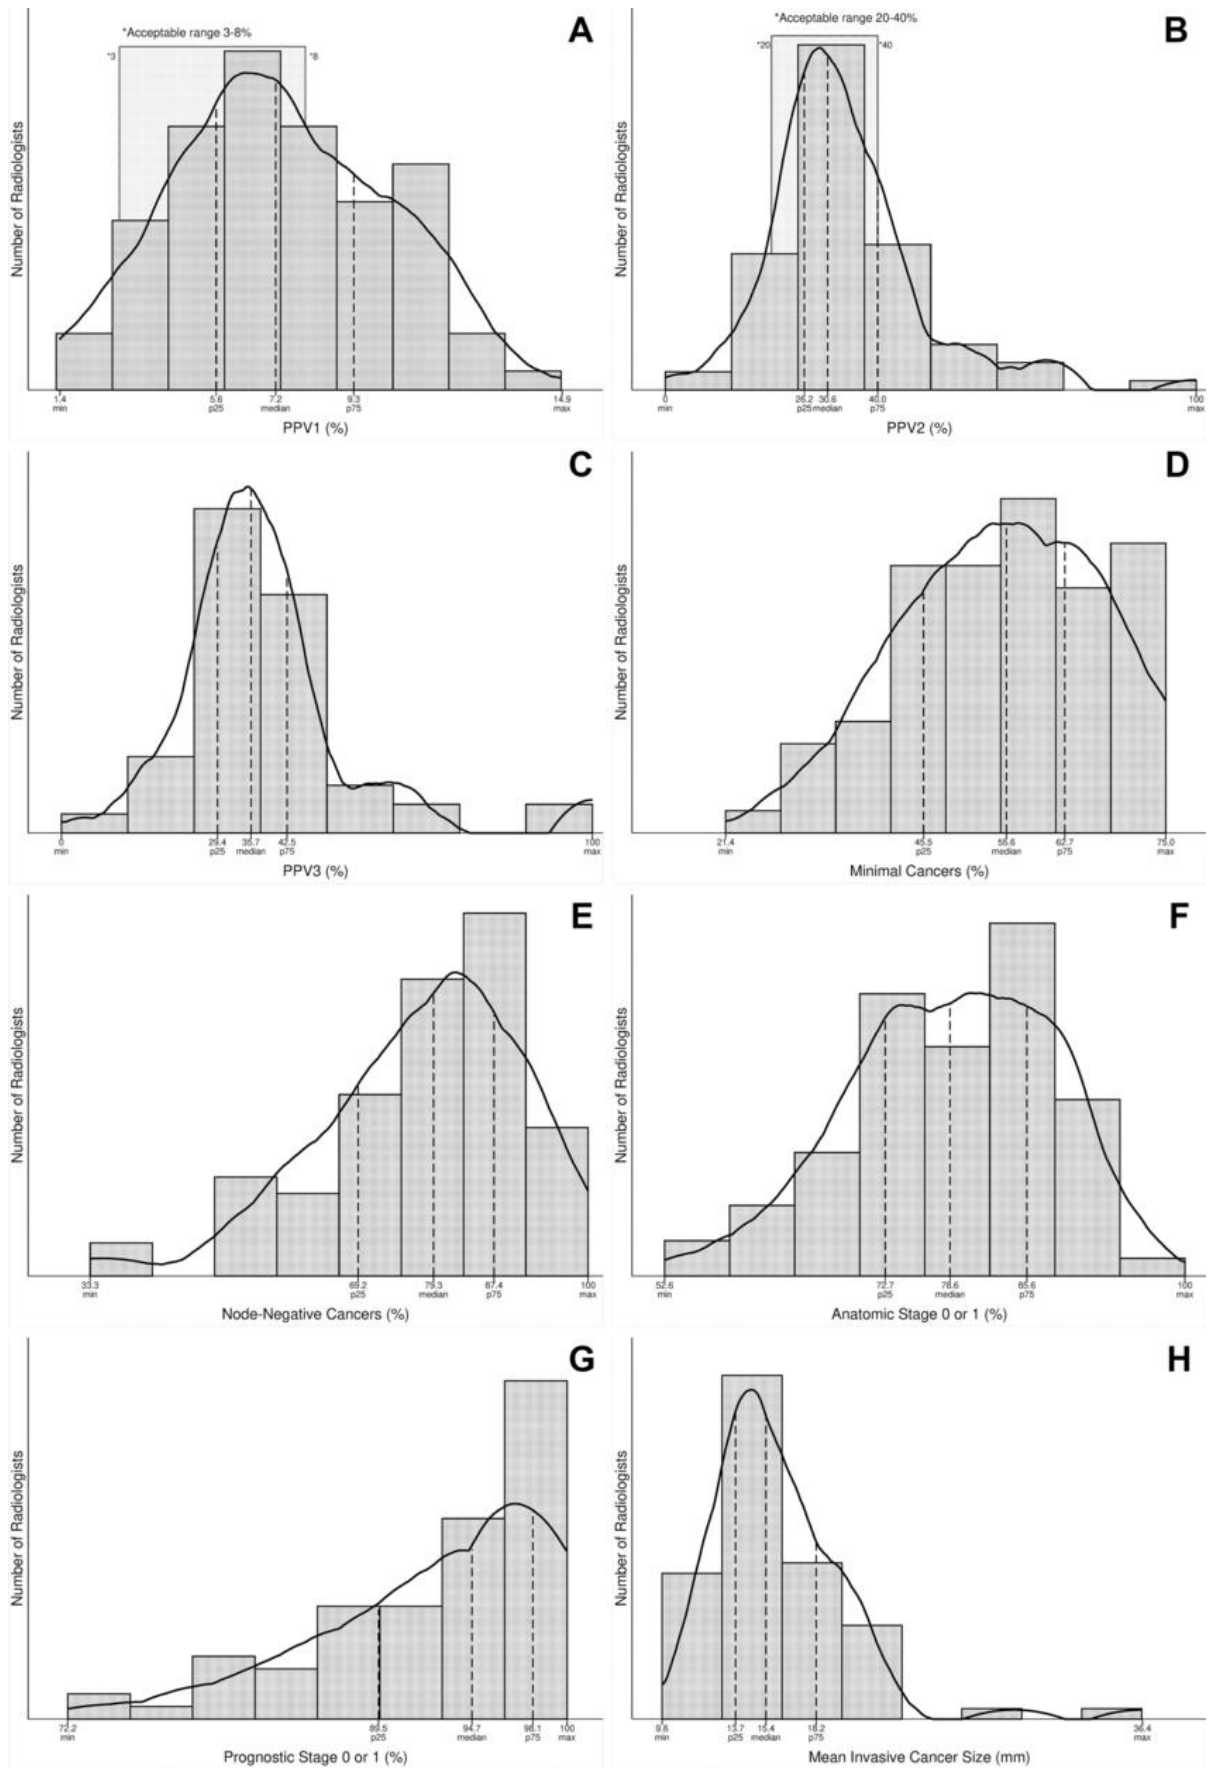 A
*Acceptable range 3-8%
*3
*8
Number of Radiologists
1.4
min
5.6
p25
7.2
median
9.3
p75
14.9
max
PPV1 (%)
B
*Acceptable range 20-40%
*20
*40
Number of Radiologists
0
min
26.2
p25
30.6
median
40.0
p75
100
max
PPV2 (%)
C
Number of Radiologists
0
min
29.4
p25
35.7
median
42.5
p75
100
max
PPV3 (%)
D
Number of Radiologists
21.4
min
45.5
p25
55.6
median
62.7
p75
75.0
max
Minimal Cancers (%)
E
Number of Radiologists
33.3
min
69.2
p25
79.3
median
87.4
p75
100
max
Node-Negative Cancers (%)
F
Number of Radiologists
52.6
min
72.7
p25
78.6
median
85.6
p75
100
max
Anatomic Stage 0 or 1 (%)
G
Number of Radiologists
72.2
min
89.5
p25
94.7
median
98.1
p75
100
max
Prognostic Stage 0 or 1 (%)
H
Number of Radiologists
9.6
min
13.7
p25
15.4
median
18.2
p75
36.4
max
Mean Invasive Cancer Size (mm)